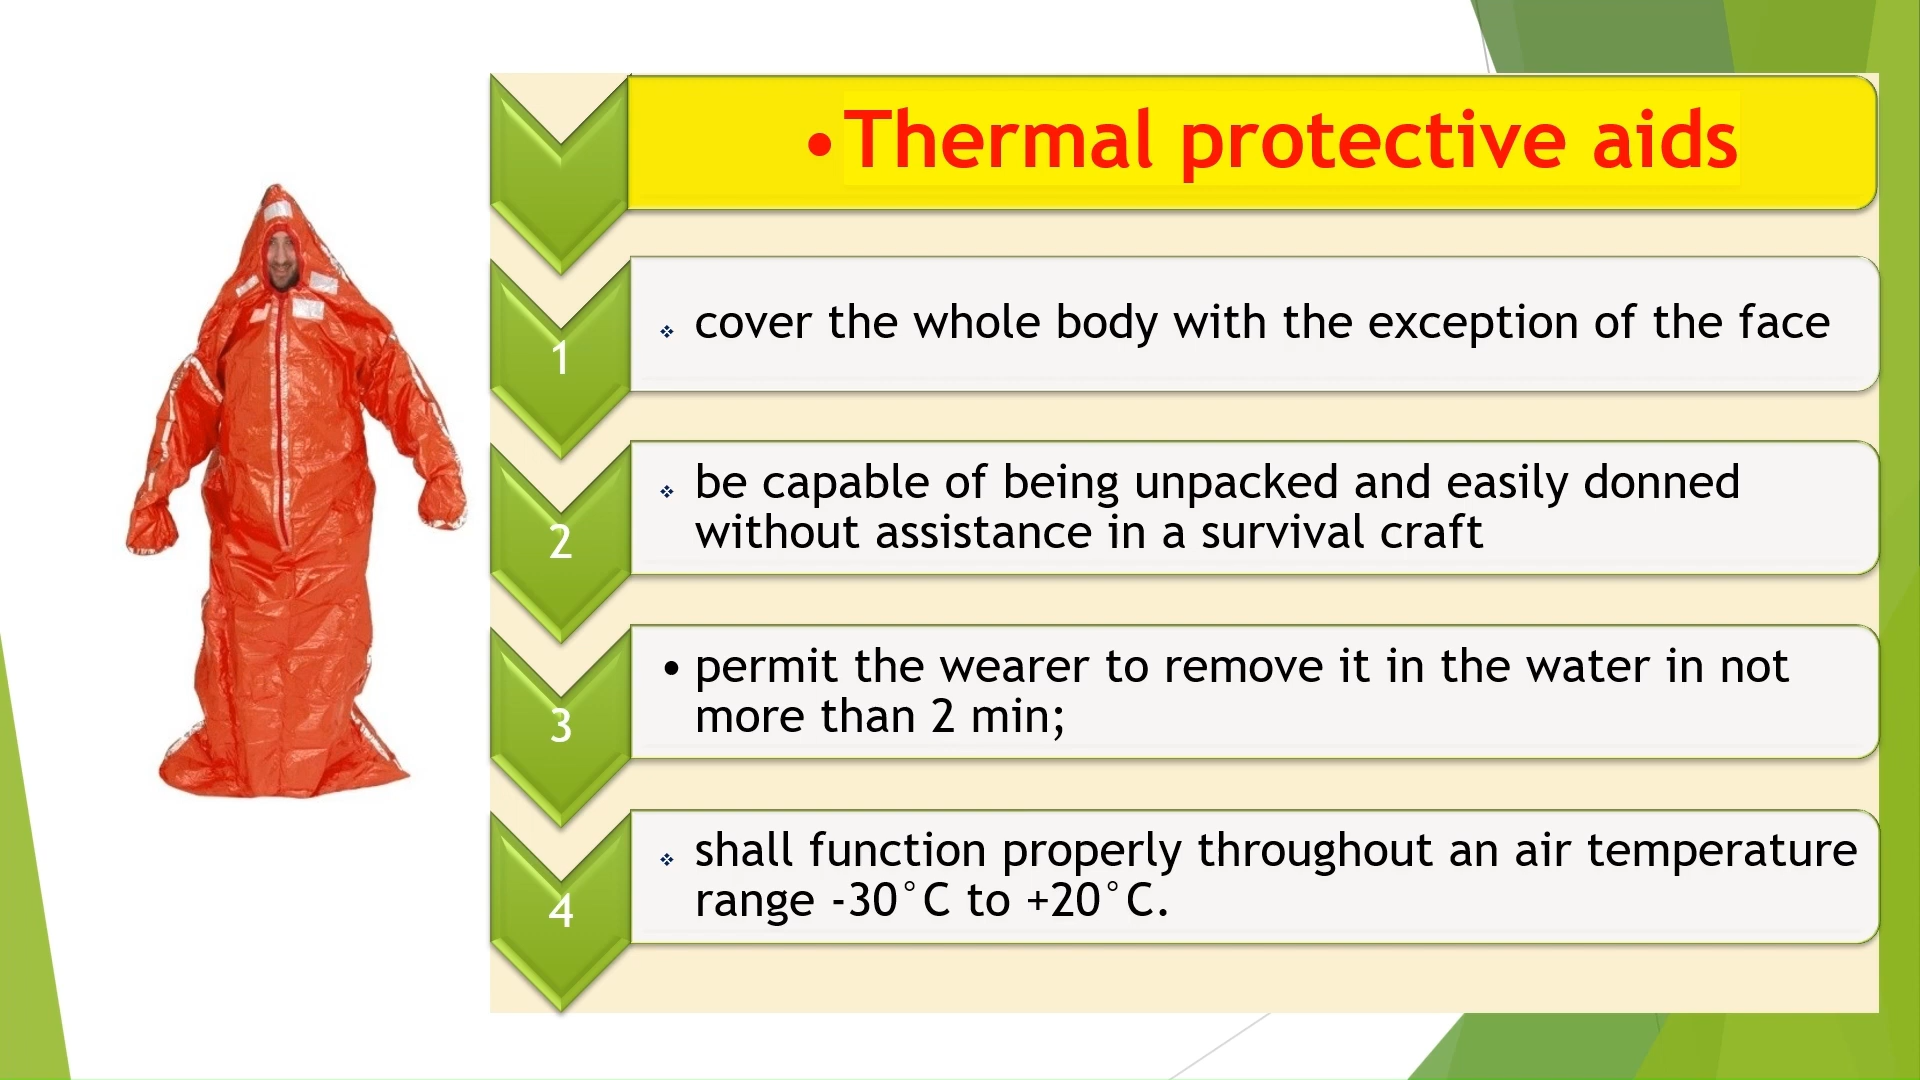 •Thermal protective aids
1
❖ cover the whole body with the exception of the face
2
❖ be capable of being unpacked and easily donned
without assistance in a survival craft
3
• permit the wearer to remove it in the water in not
more than 2 min;
4
❖ shall function properly throughout an air temperature
range -30°C to +20°C.